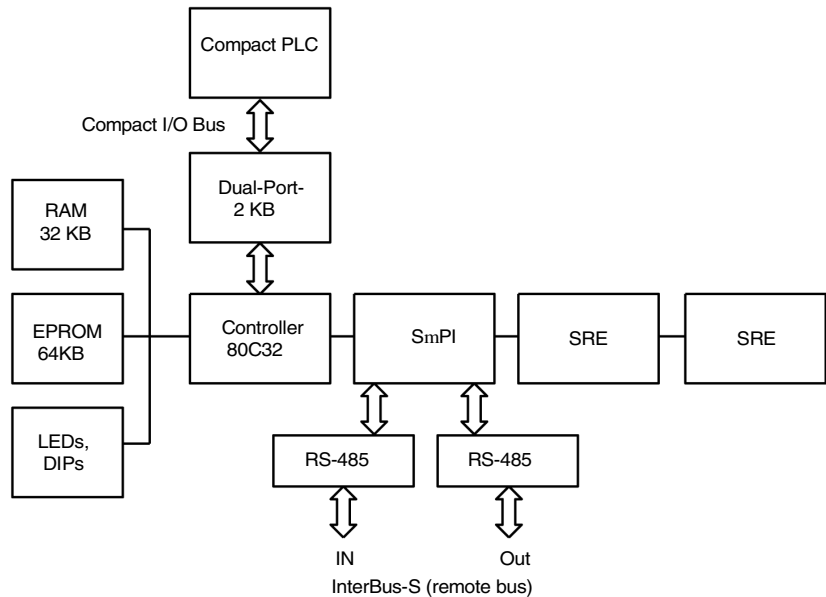 Compact PLC
Compact I/O Bus
Dual-Port-
2 KB
RAM
32 KB
EPROM
64KB
LEDs,
DIPs
Controller
80C32
SmPI
SRE
SRE
RS-485
RS-485
IN
Out
InterBus-S (remote bus)